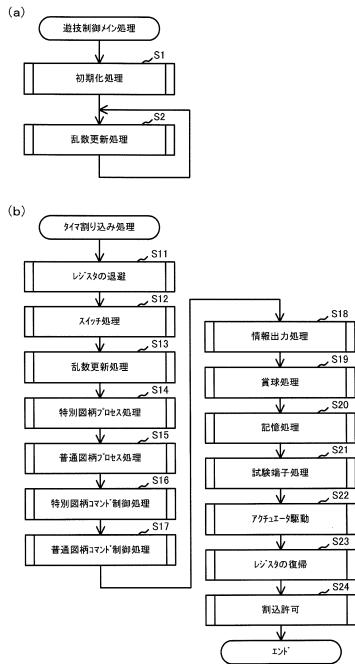 (a)
遊技制御メイン処理
S1
初期化処理
S2
乱数更新処理
(b)
タイマ割り込み処理
S11
レジスタの退避
S12
スイッチ処理
S13
乱数更新処理
S14
特別図柄プロセス処理
S15
普通図柄プロセス処理
S16
特別図柄コマンド制御処理
S17
普通図柄コマンド制御処理
S18
情報出力処理
S19
賞球処理
S20
記憶処理
S21
試験端子処理
S22
アクチュエータ駆動
S23
レジスタの復帰
S24
割込許可
エンド